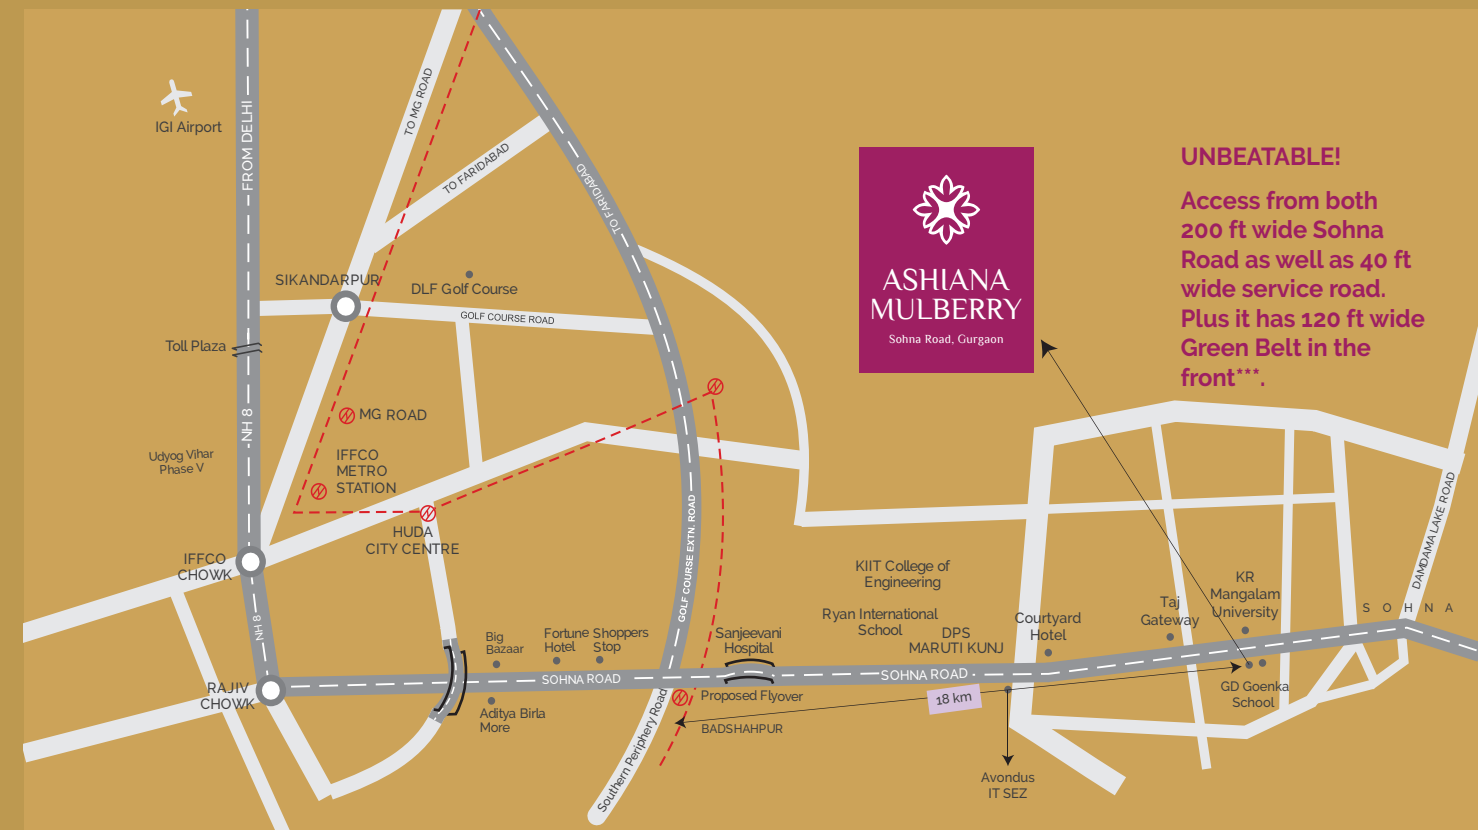 IGI Airport
FROM DELHI
TO MG ROAD
TO FARIDABAD
TO FARIDABAD
SIKANDARPUR
DLF Golf Course
GOLF COURSE ROAD
Toll Plaza
NH 8
MG ROAD
Udyog Vihar
Phase V
IFFCO
METRO
STATION
HUDA
CITY CENTRE
IFFCO
CHOWK
NH 8
RAJIV
CHOWK
GOLF COURSE EXTN. ROAD
Big
Bazaar
Fortune
Hotel
Shoppers
Stop
Sanjeevani
Hospital
SOHNA ROAD
Aditya Birla
More
Southern Periphery Road
Proposed Flyover
BADSHAHPUR
18 km
SOHNA ROAD
KIIT College of
Engineering
Ryan International
School
DPS
MARUTI KUNJ
Courtyard
Hotel
Taj
Gateway
KR
Mangalam
University
GD Goenka
School
Avondus
IT SEZ
DAMDAMA LAKE ROAD
SOHNA
ASHIANA
MULBERRY
Sohna Road, Gurgaon
UNBEATABLE!
Access from both
200 ft wide Sohna
Road as well as 40 ft
wide service road.
Plus it has 120 ft wide
Green Belt in the
front***.